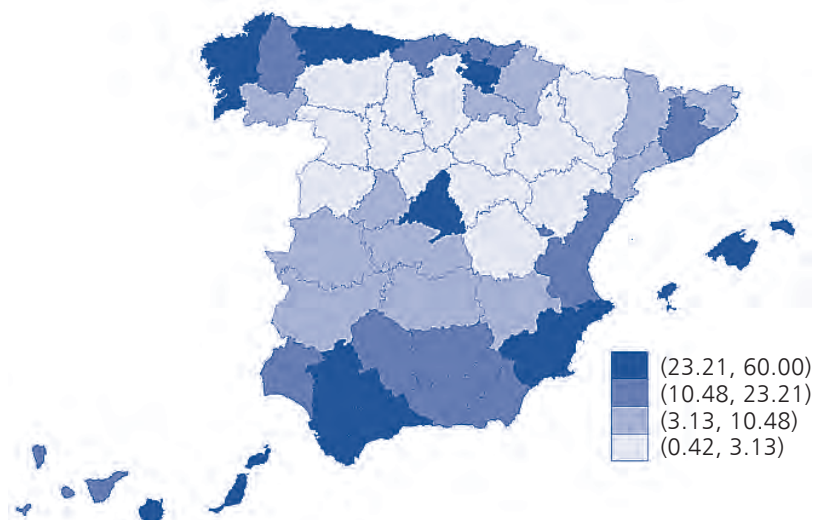 (23.21, 60.00)
(10.48, 23.21)
(3.13, 10.48)
(0.42, 3.13)